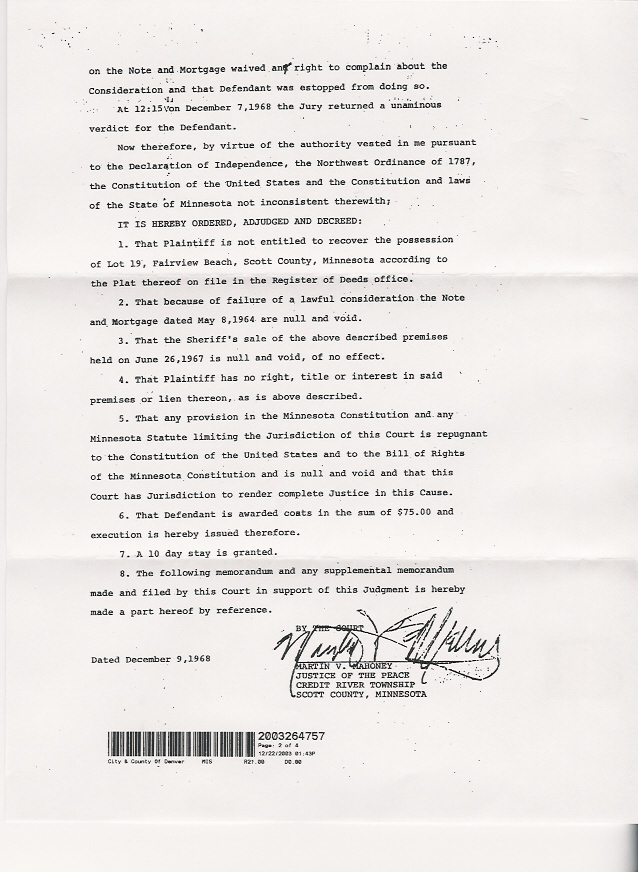 on the Note and Mortgage waived any right to complain about the
Consideration and that Defendant was estopped from doing so.
At 12:15 on December 7,1968 the Jury returned a unaminous
verdict for the Defendant.
Now therefore, by virtue of the authority vested in me pursuant
to the Declaration of Independence, the Northwest Ordinance of 1787,
the Constitution of the United States and the Constitution and laws
of the State of Minnesota not inconsistent therewith;
IT IS HEREBY ORDERED, ADJUDGED AND DECREED:
1. That Plaintiff is not entitled to recover the possession
of Lot 19, Fairview Beach, Scott County, Minnesota according to
the Plat thereof on file in the Register of Deeds office.
2. That because of failure of a lawful consideration the Note
and Mortgage dated May 8,1964 are null and void.
3. That the Sheriff's sale of the above described premises
held on June 26,1967 is null and void, of no effect.
4. That Plaintiff has no right, title or interest in said
premises or lien thereon, as is above described.
5. That any provision in the Minnesota Constitution and any
Minnesota Statute limiting the Jurisdiction of this Court is repugnant
to the Constitution of the United States and to the Bill of Rights
of the Minnesota Constitution and is null and void and that this
Court has Jurisdiction to render complete Justice in this Cause.
6. That Defendant is awarded costs in the sum of $75.00 and
execution is hereby issued therefore.
7. A 10 day stay is granted.
8. The following memorandum and any supplemental memorandum
made and filed by this Court in support of this Judgment is hereby
made a part hereof by reference.
BY THE COURT
Dated December 9,1968
MARTIN V. MAHONEY
JUSTICE OF THE PEACE
CREDIT RIVER TOWNSHIP
SCOTT COUNTY, MINNESOTA
2003264757
Page: 2 of 4
12/22/2003 01:43P
City & County Of Denver MIS R21.00 D0.00